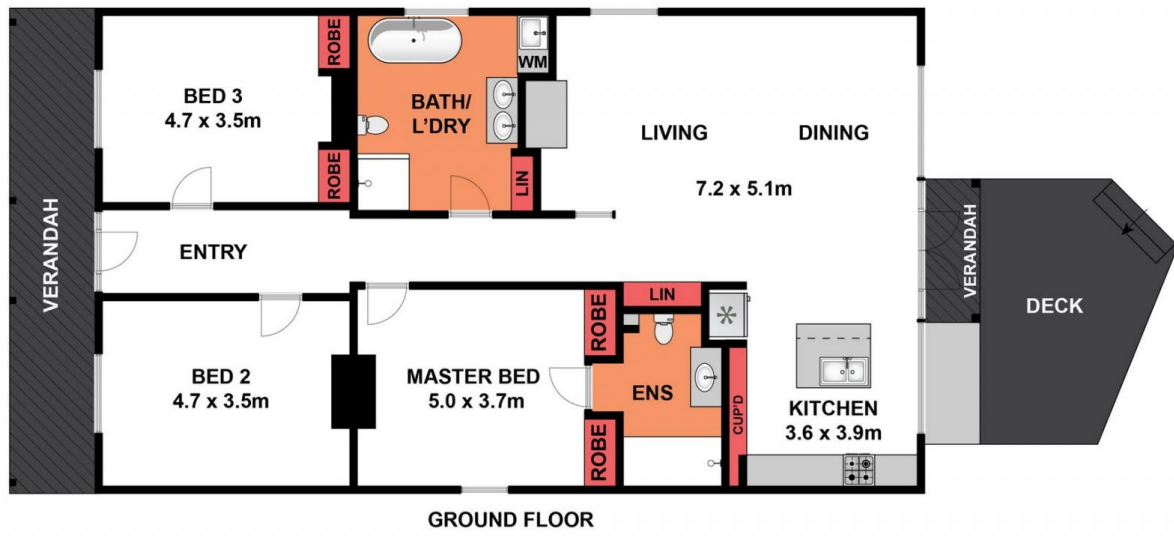 VERANDAH
BED 3
4.7 x 3.5m
ROBE
ROBE
BATH/
L'DRY
WM
LIN
LIVING
DINING
7.2 x 5.1m
ENTRY
VERANDAH
DECK
BED 2
4.7 x 3.5m
MASTER BED
5.0 x 3.7m
ROBE
ROBE
LIN
ENS
CUP'D
KITCHEN
3.6 x 3.9m
GROUND FLOOR